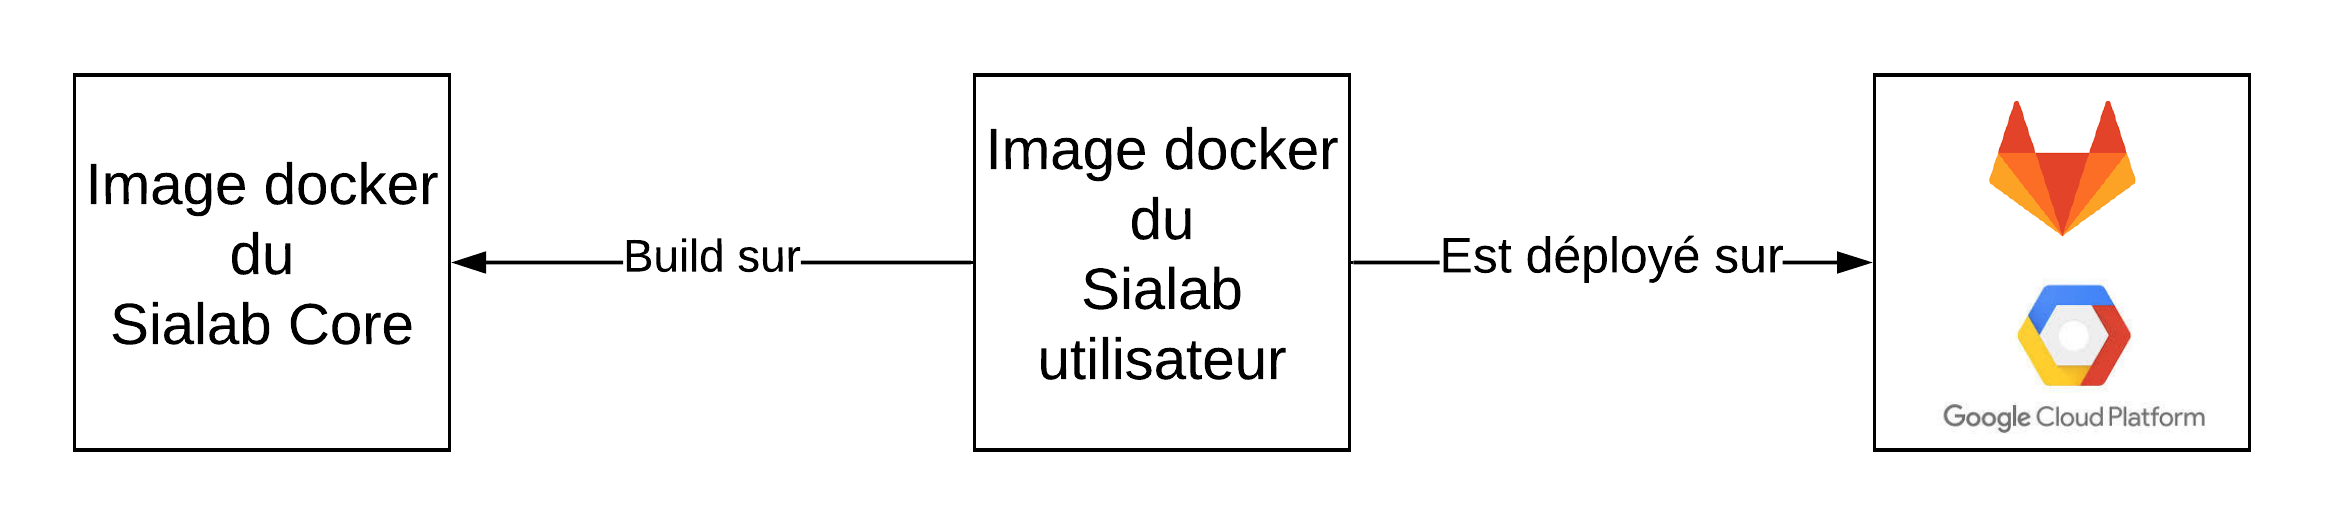 Image docker
du
Sialab Core
Build sur
Image docker
du
Sialab
utilisateur
Est déployé sur
Google Cloud Platform